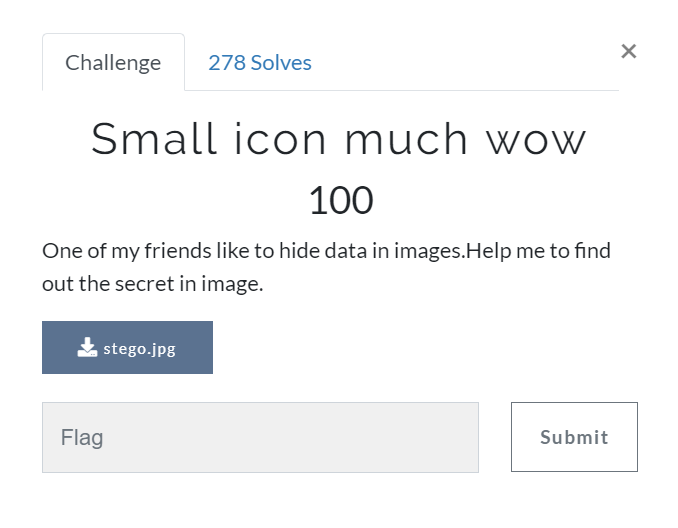 Challenge
278 Solves
×
Small icon much wow
100
One of my friends like to hide data in images.Help me to find
out the secret in image.
stego.jpg
Flag
Submit